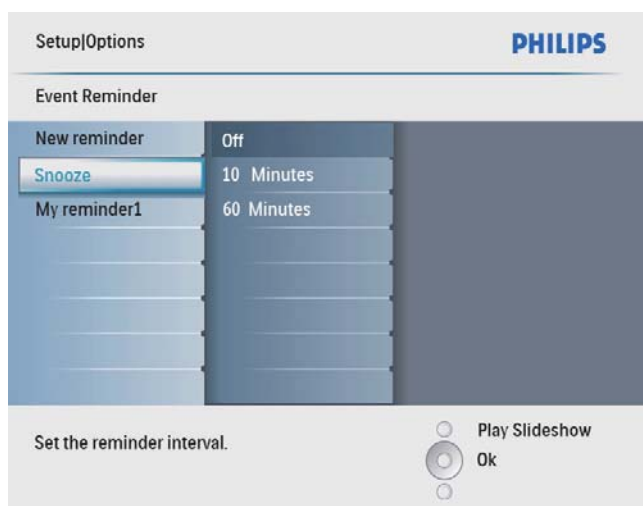 Setup|Options
PHILIPS
Event Reminder
New reminder
Off
Snooze
10 Minutes
My reminder1
60 Minutes
Set the reminder interval.
Play Slideshow
Ok